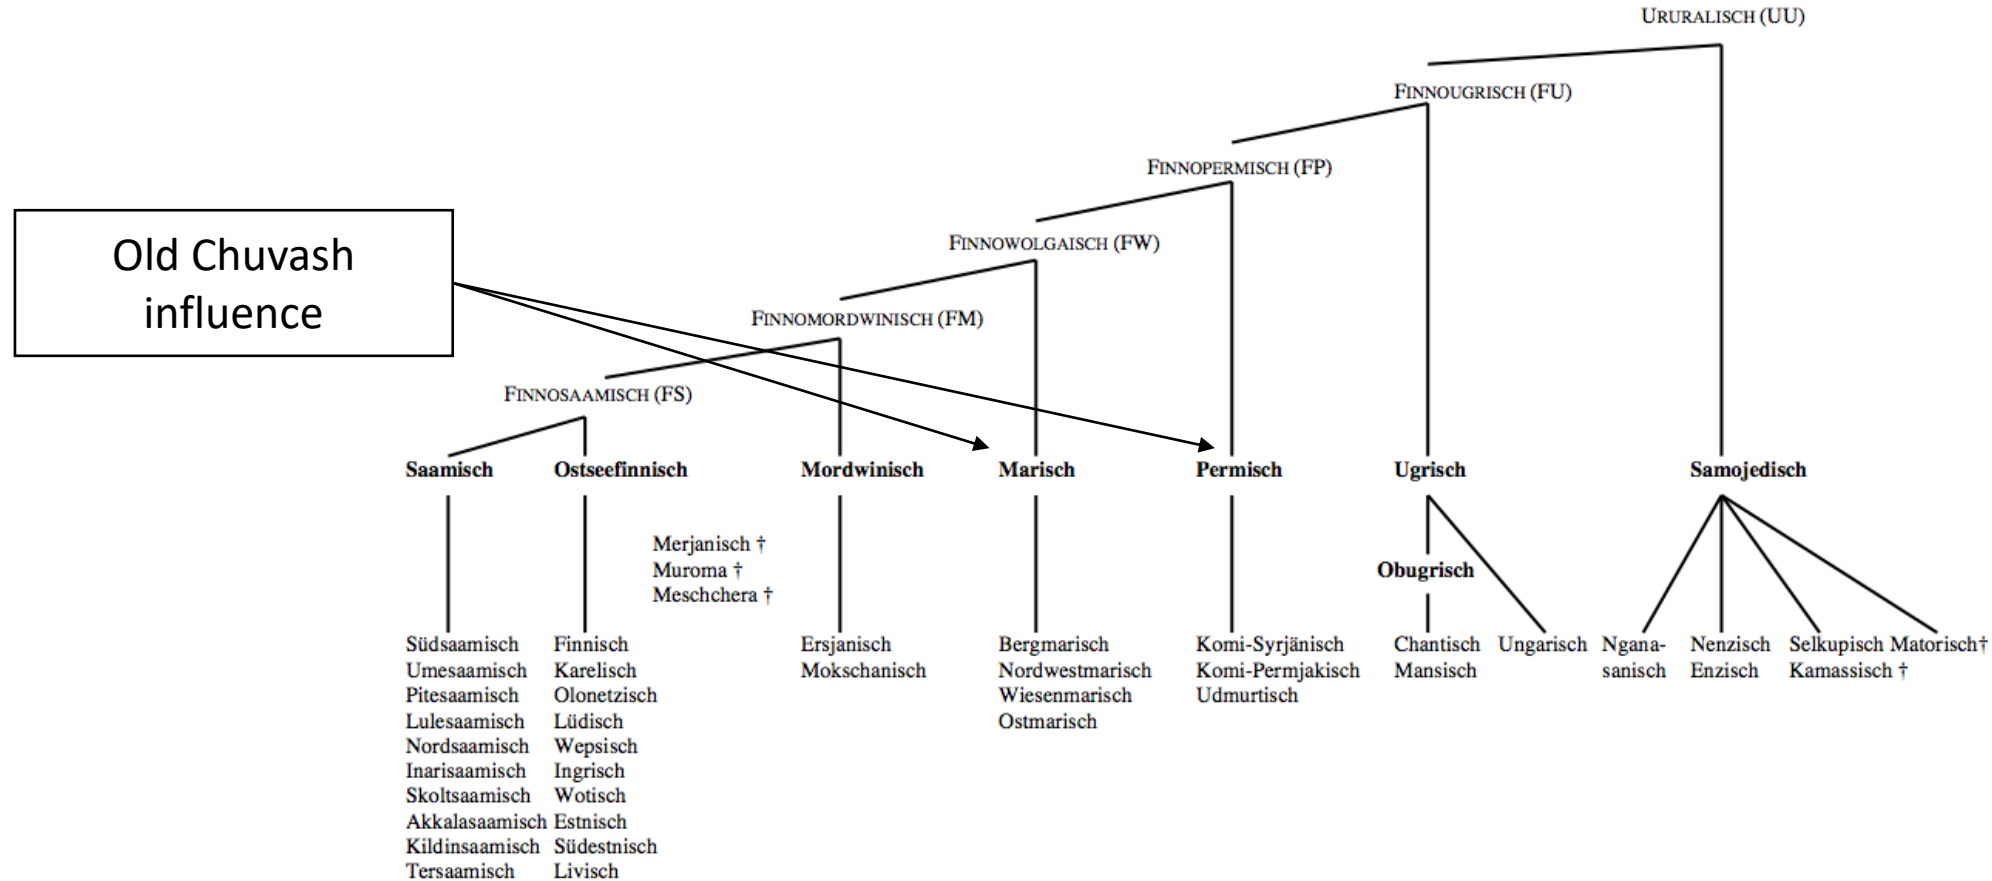 URURALISCH (UU)
FINNOUGRISCH (FU)
FINNOPERMISCH (FP)
FINNOWOLGAISCH (FW)
FINNOMORDWINISCH (FM)
FINNOSAAMISCH (FS)
Old Chuvash
influence
Saamisch Ostseefinnisch Mordwinisch Marisch Permisch Ugrisch Samojedisch
Merjanisch †
Muroma †
Meschchera †
Obugrisch
Südsaamisch Finnisch Ersjanisch Bergmarisch Komi-Syrjänisch Chantisch Ungarisch Ngana- Nenzisch Selkupisch Matorisch†
Umesaamisch Karelisch Mokschanisch Nordwestmarisch Komi-Permjakisch Mansisch sanisch Enzisch Kamassisch †
Pitesaamisch Olonetzisch Wiesenmarisch Udmurtisch
Lulesaamisch Lüdisch Ostmarisch
Nordsaamisch Wepsisch
Inarisaamisch Ingrisch
Skoltsaamisch Wotisch
Akkalasaamisch Estnisch
Kildinsaamisch Südestnisch
Tersaamisch Livisch